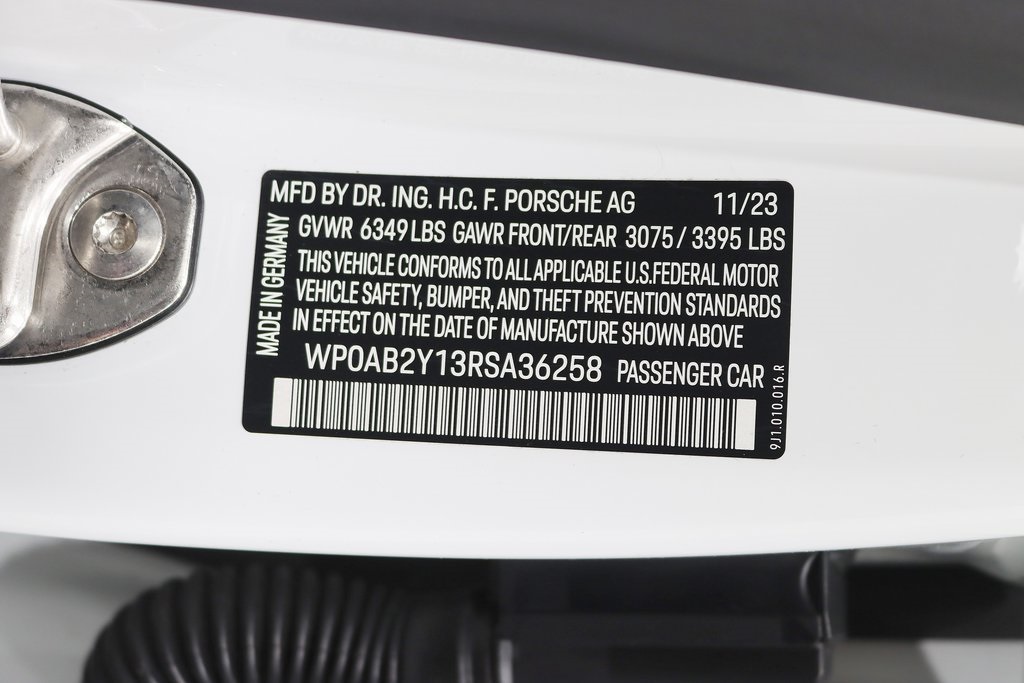 MFD BY DR. ING. H.C. F. PORSCHE AG 11/23
GVWR 6349 LBS GAWR FRONT/REAR 3075 / 3395 LBS
THIS VEHICLE CONFORMS TO ALL APPLICABLE U.S.FEDERAL MOTOR
VEHICLE SAFETY, BUMPER, AND THEFT PREVENTION STANDARDS
IN EFFECT ON THE DATE OF MANUFACTURE SHOWN ABOVE
WP0AB2Y13RSA36258 PASSENGER CAR
MADE IN GERMANY
9J1.010.016.R